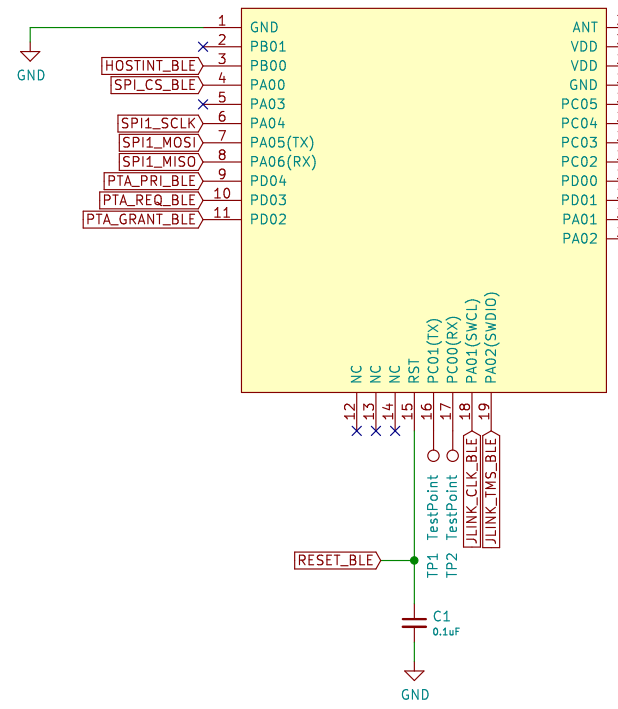 1 GND
GND
2 PB01
HOSTINT_BLE 3 PB00
SPI_CS_BLE 4 PA00
5 PA03
SPI1_SCLK 6 PA04
SPI1_MOSI 7 PA05(TX)
SPI1_MISO 8 PA06(RX)
PTA_PRI_BLE 9 PD04
PTA_REQ_BLE 10 PD03
PTA_GRANT_BLE 11 PD02
ANT
VDD
VDD
GND
PC05
PC04
PC03
PC02
PD00
PD01
PA01
PA02
NC 12
NC 13
NC 14
RST 15
PC01(TX) 16
PC00(RX) 17
PA01(SWCL) 18
PA02(SWDIO) 19
TP1 TestPoint
TP2 TestPoint
JLINK_CLK_BLE
JLINK_TMS_BLE
RESET_BLE
C1
0.1uF
GND